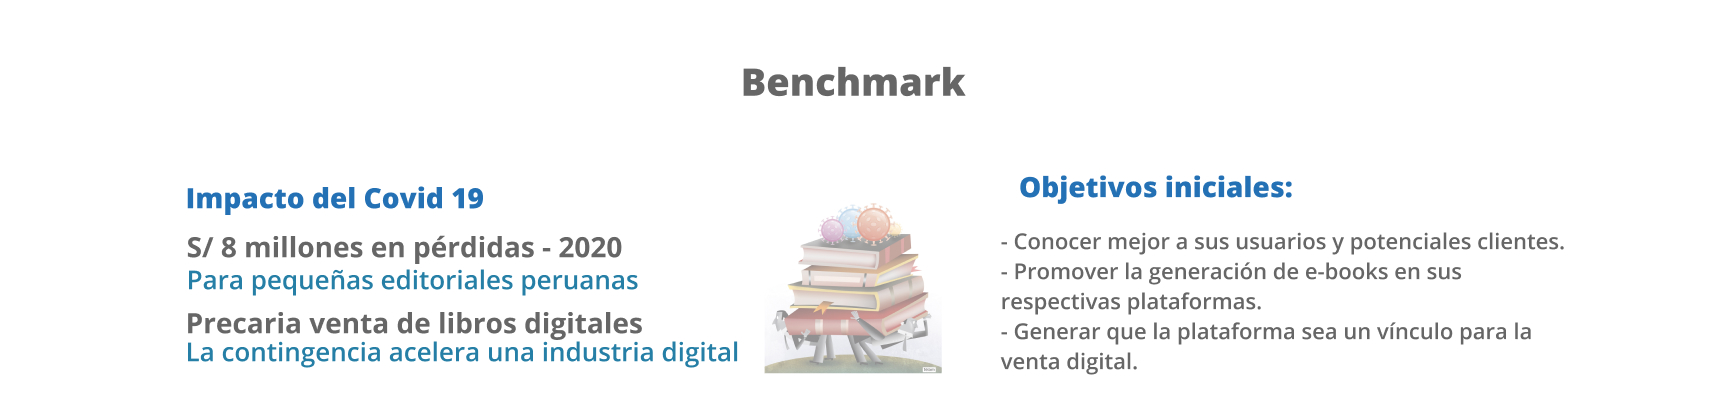 Benchmark
Impacto del Covid 19
S/ 8 millones en pérdidas - 2020
Para pequeñas editoriales peruanas
Precaria venta de libros digitales
La contingencia acelera una industria digital
Objetivos iniciales:
- Conocer mejor a sus usuarios y potenciales clientes.
- Promover la generación de e-books en sus
respectivas plataformas.
- Generar que la plataforma sea un vínculo para la
venta digital.